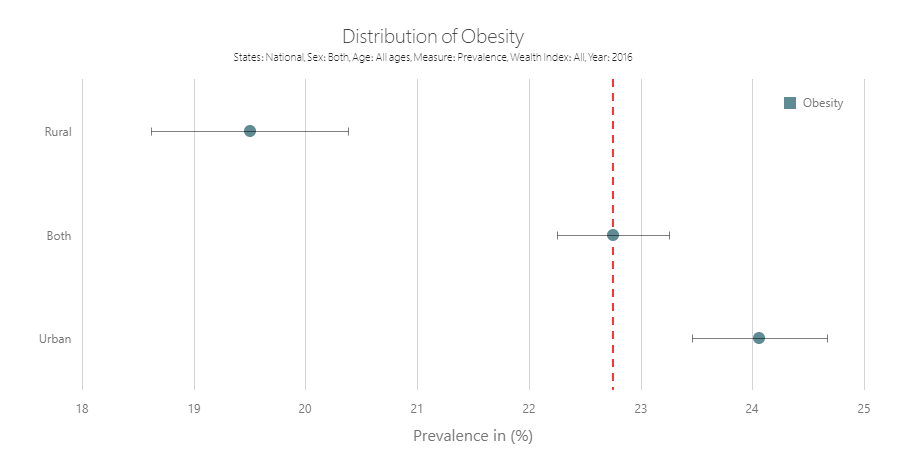 Distribution of Obesity
States: National, Sex: Both, Age: All ages, Measure: Prevalence, Wealth Index: All, Year: 2016
Obesity
Rural
Both
Urban
18 19 20 21 22 23 24 25
Prevalence in (%)